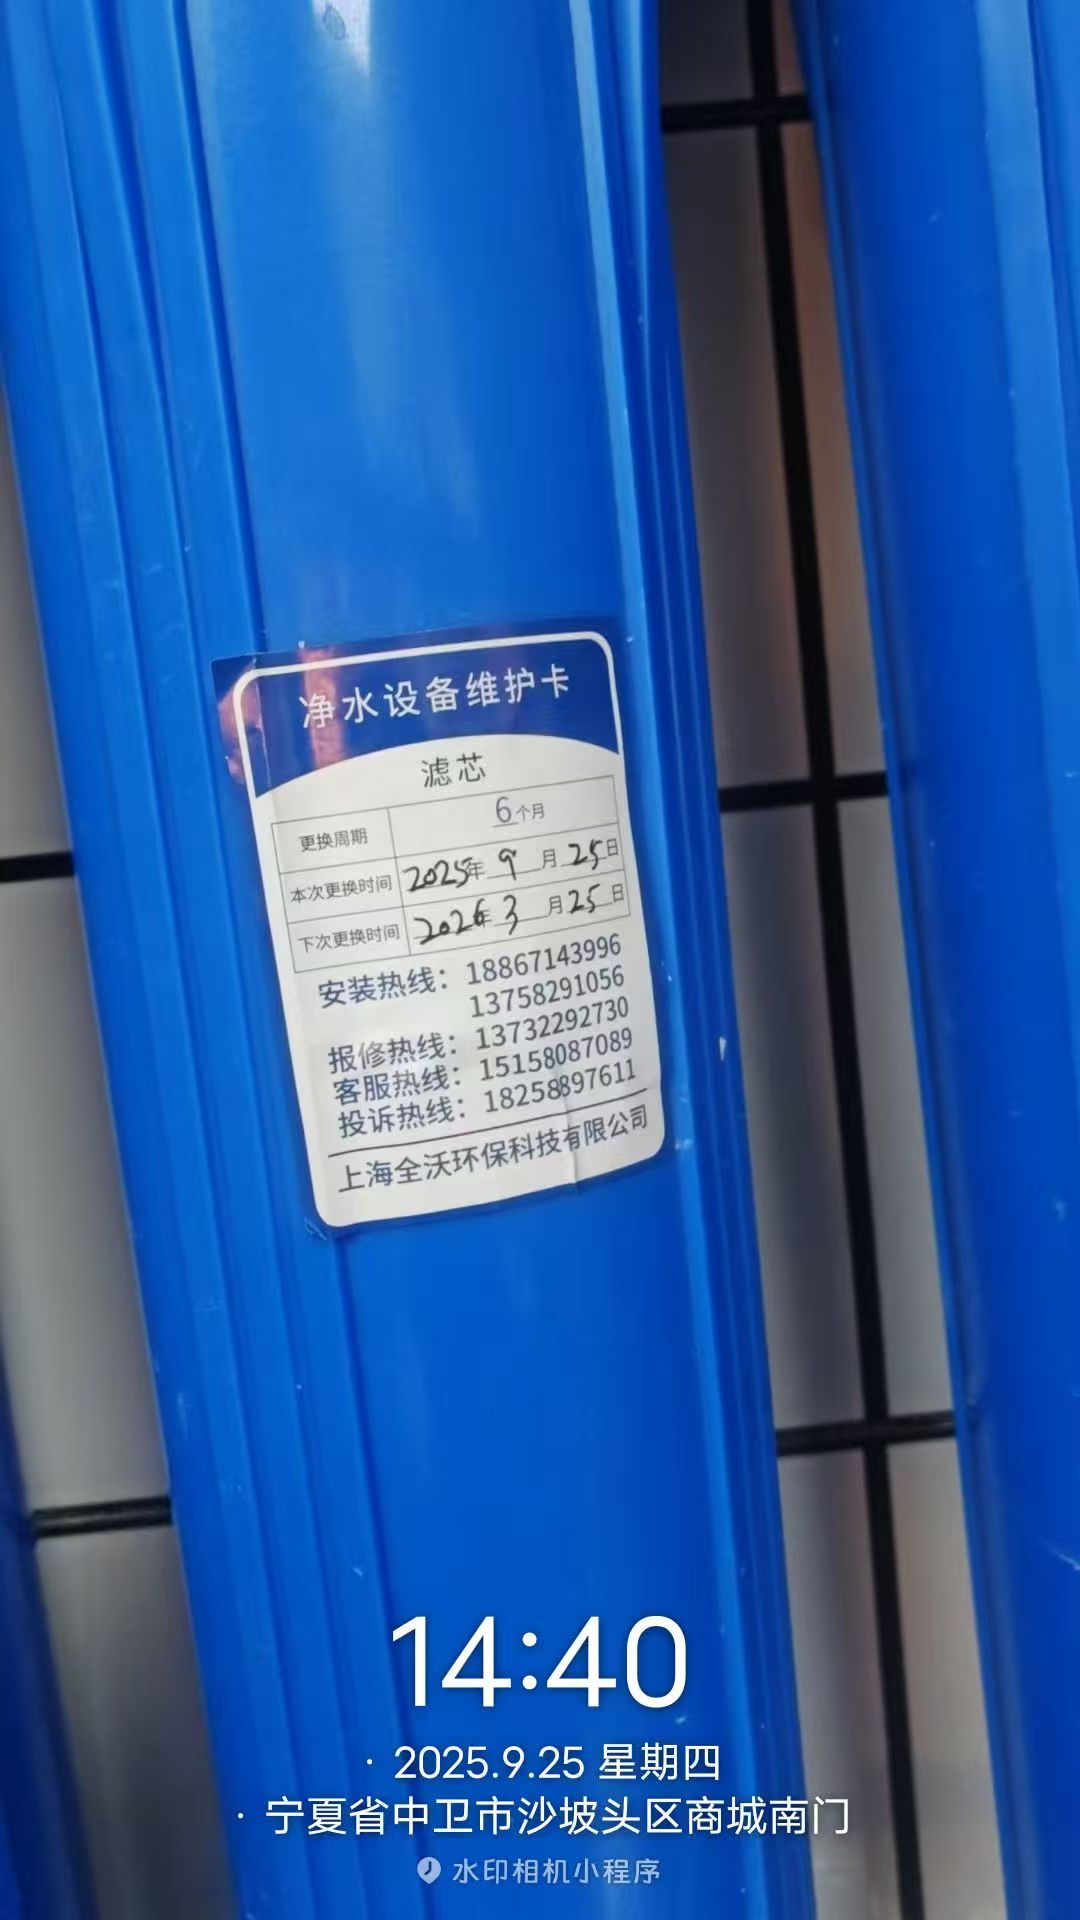 净水设备维护卡
滤芯
更换周期 6个月
本次更换时间 2025年 9月 25日
下次更换时间 2026年 3月 25日
安装热线：18867143996
13758291056
报修热线：13732292730
客服热线：15158087089
投诉热线：18258897611
上海全沃环保科技有限公司
14:40
· 2025.9.25 星期四
· 宁夏省中卫市沙坡头区商城南门
水印相机小程序